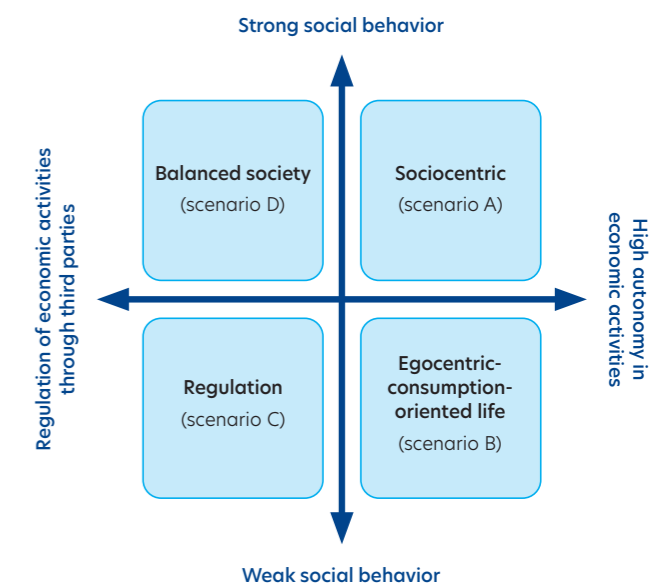 Strong social behavior
Regulation of economic activities
through third parties
Balanced society
(scenario D)
Sociocentric
(scenario A)
High autonomy in
economic activities
Regulation
(scenario C)
Egocentric-
consumption-
oriented life
(scenario B)
Weak social behavior